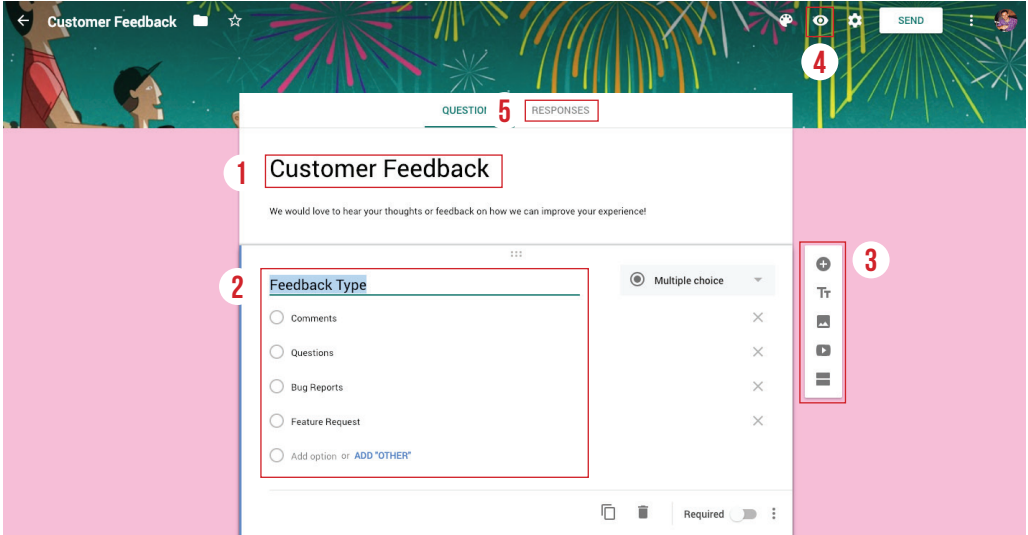 Customer Feedback
SEND
4
QUESTION
5
RESPONSES
1
Customer Feedback
We would love to hear your thoughts or feedback on how we can improve your experience!
3
2
Feedback Type
Multiple choice
Tт
Comments
Questions
Bug Reports
Feature Request
Add option or ADD "OTHER"
Required